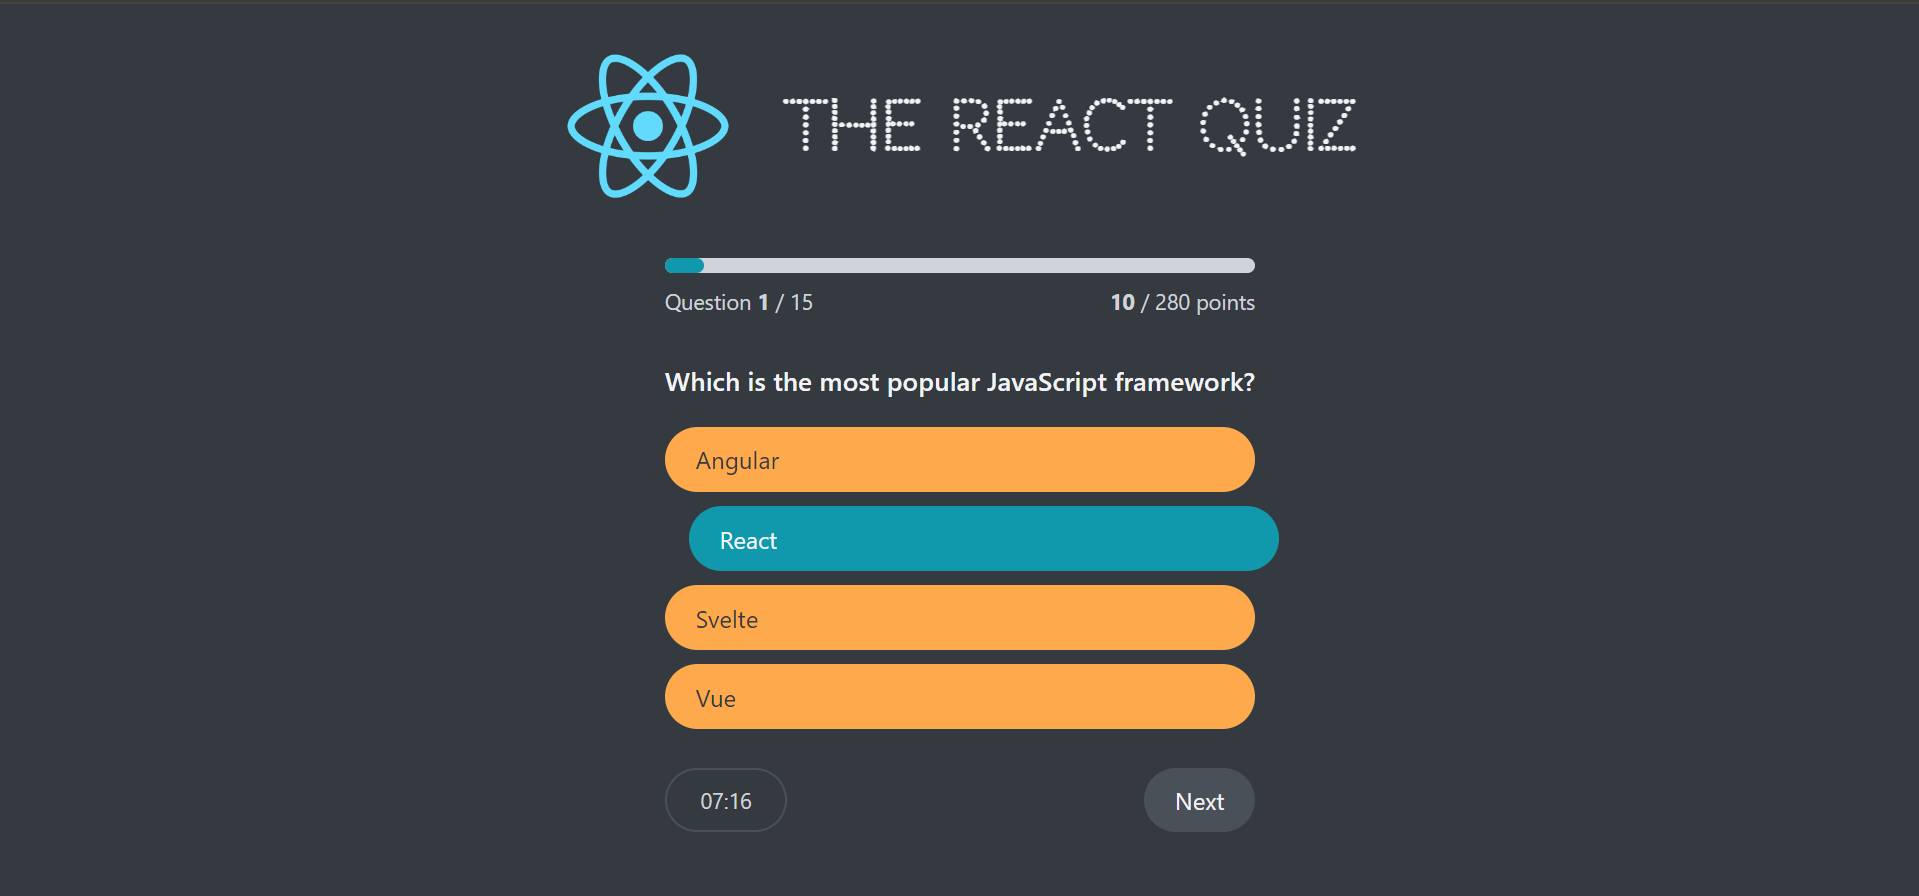 THE REACT QUIZ
Question 1 / 15
10 / 280 points
Which is the most popular JavaScript framework?
Angular
React
Svelte
Vue
07:16
Next